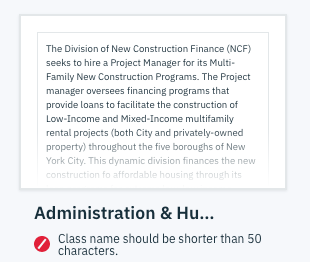 The Division of New Construction Finance (NCF)
seeks to hire a Project Manager for its Multi-
Family New Construction Programs. The Project
manager oversees financing programs that
provide loans to facilitate the construction of
Low-Income and Mixed-Income multifamily
rental projects (both City and privately-owned
property) throughout the five boroughs of New
York City. This dynamic division finances the new
construction fo affordable housing through its
Administration & Hu...
Class name should be shorter than 50
characters.